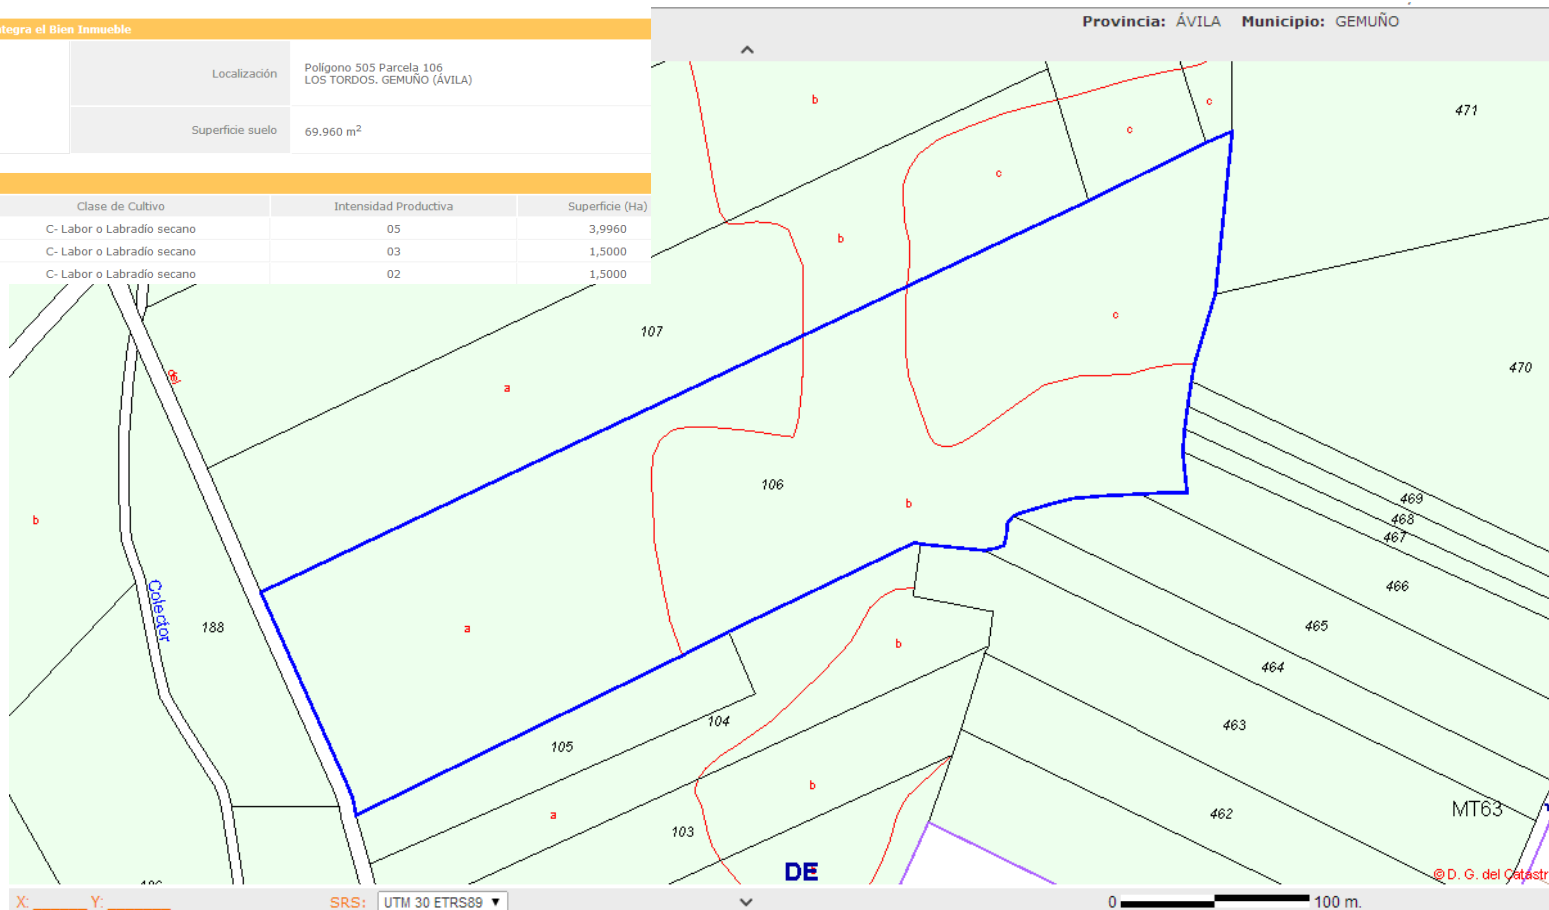 Provincia: ÁVILA Municipio: GEMUÑO
ntegra el Bien Inmueble
Localización
Polígono 505 Parcela 106
LOS TORDOS. GEMUÑO (ÁVILA)
Superficie suelo
69.960 m²
Clase de Cultivo Intensidad Productiva Superficie (Ha)
C- Labor o Labradío secano 05 3,9960
C- Labor o Labradío secano 03 1,5000
C- Labor o Labradío secano 02 1,5000
b
c
c
c
471
b
c
107
del
a
470
106
b
469
468
467
466
b
Colector
188
a
b
465
464
463
104
105
b
a
103
462
MT63
DE
© D. G. del Catastr
X: Y:
SRS: UTM 30 ETRS89
0 100 m.